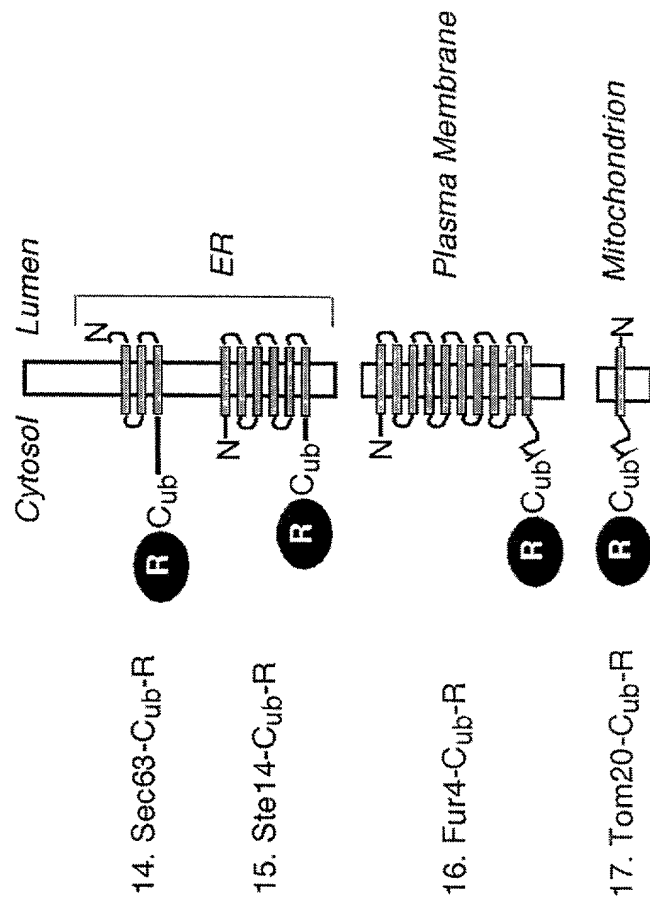 Cytosol
Lumen
14. Sec63-Cub-R
R Cub
N
ER
15. Ste14-Cub-R
N
R Cub
16. Fur4-Cub-R
N
R Cub
Plasma Membrane
17. Tom20-Cub-R
R Cub
N
Mitochondrion